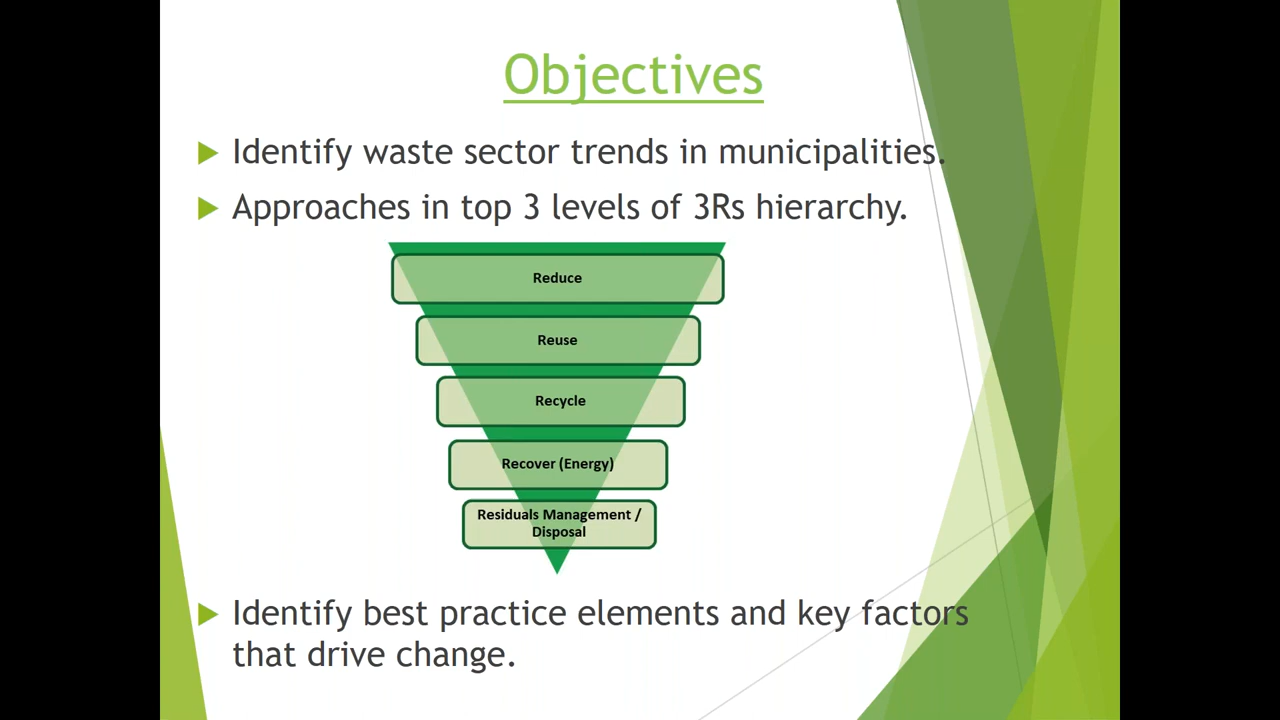 Objectives
Identify waste sector trends in municipalities.
Approaches in top 3 levels of 3Rs hierarchy.
Reduce
Reuse
Recycle
Recover (Energy)
Residuals Management /
Disposal
Identify best practice elements and key factors
that drive change.